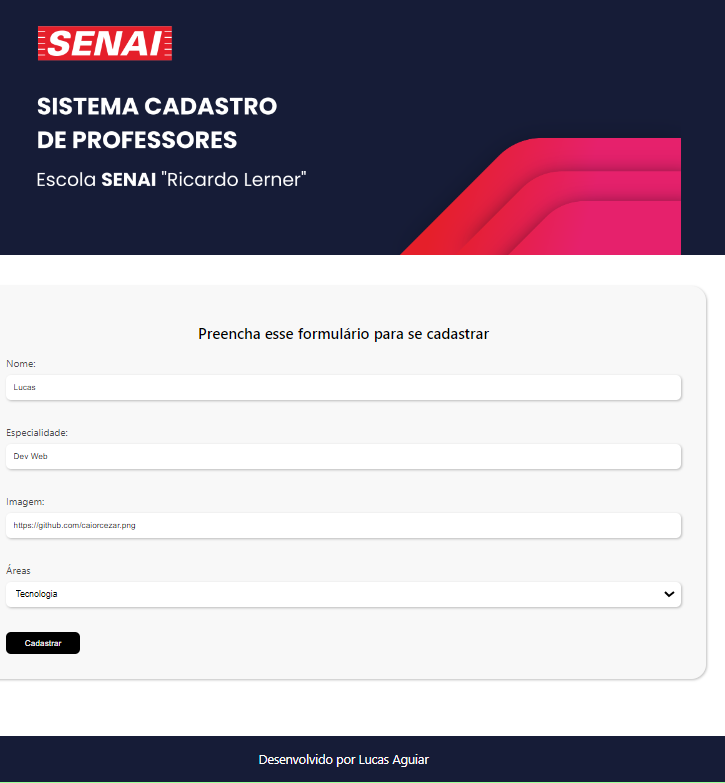 SENAI
SISTEMA CADASTRO
DE PROFESSORES
Escola SENAI "Ricardo Lerner"
Preencha esse formulário para se cadastrar
Nome:
Lucas
Especialidade:
Dev Web
Imagem:
https://github.com/caiorcezar.png
Áreas
Tecnologia
Cadastrar
Desenvolvido por Lucas Aguiar